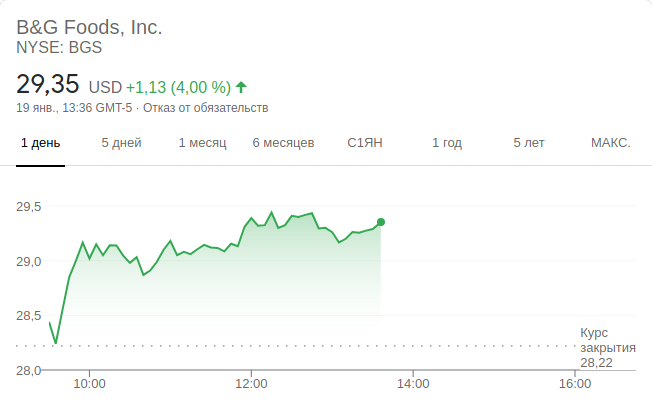 B&G Foods, Inc.
NYSE: BGS
29,35 USD +1,13 (4,00 %)
19 янв., 13:36 GMT-5 · Отказ от обязательств
1 день 5 дней 1 месяц 6 месяцев С1ЯН 1 год 5 лет МАКС.
29,5
29,0
28,5
Курс
закрытия
28,22
28,0
10:00 12:00 14:00 16:00